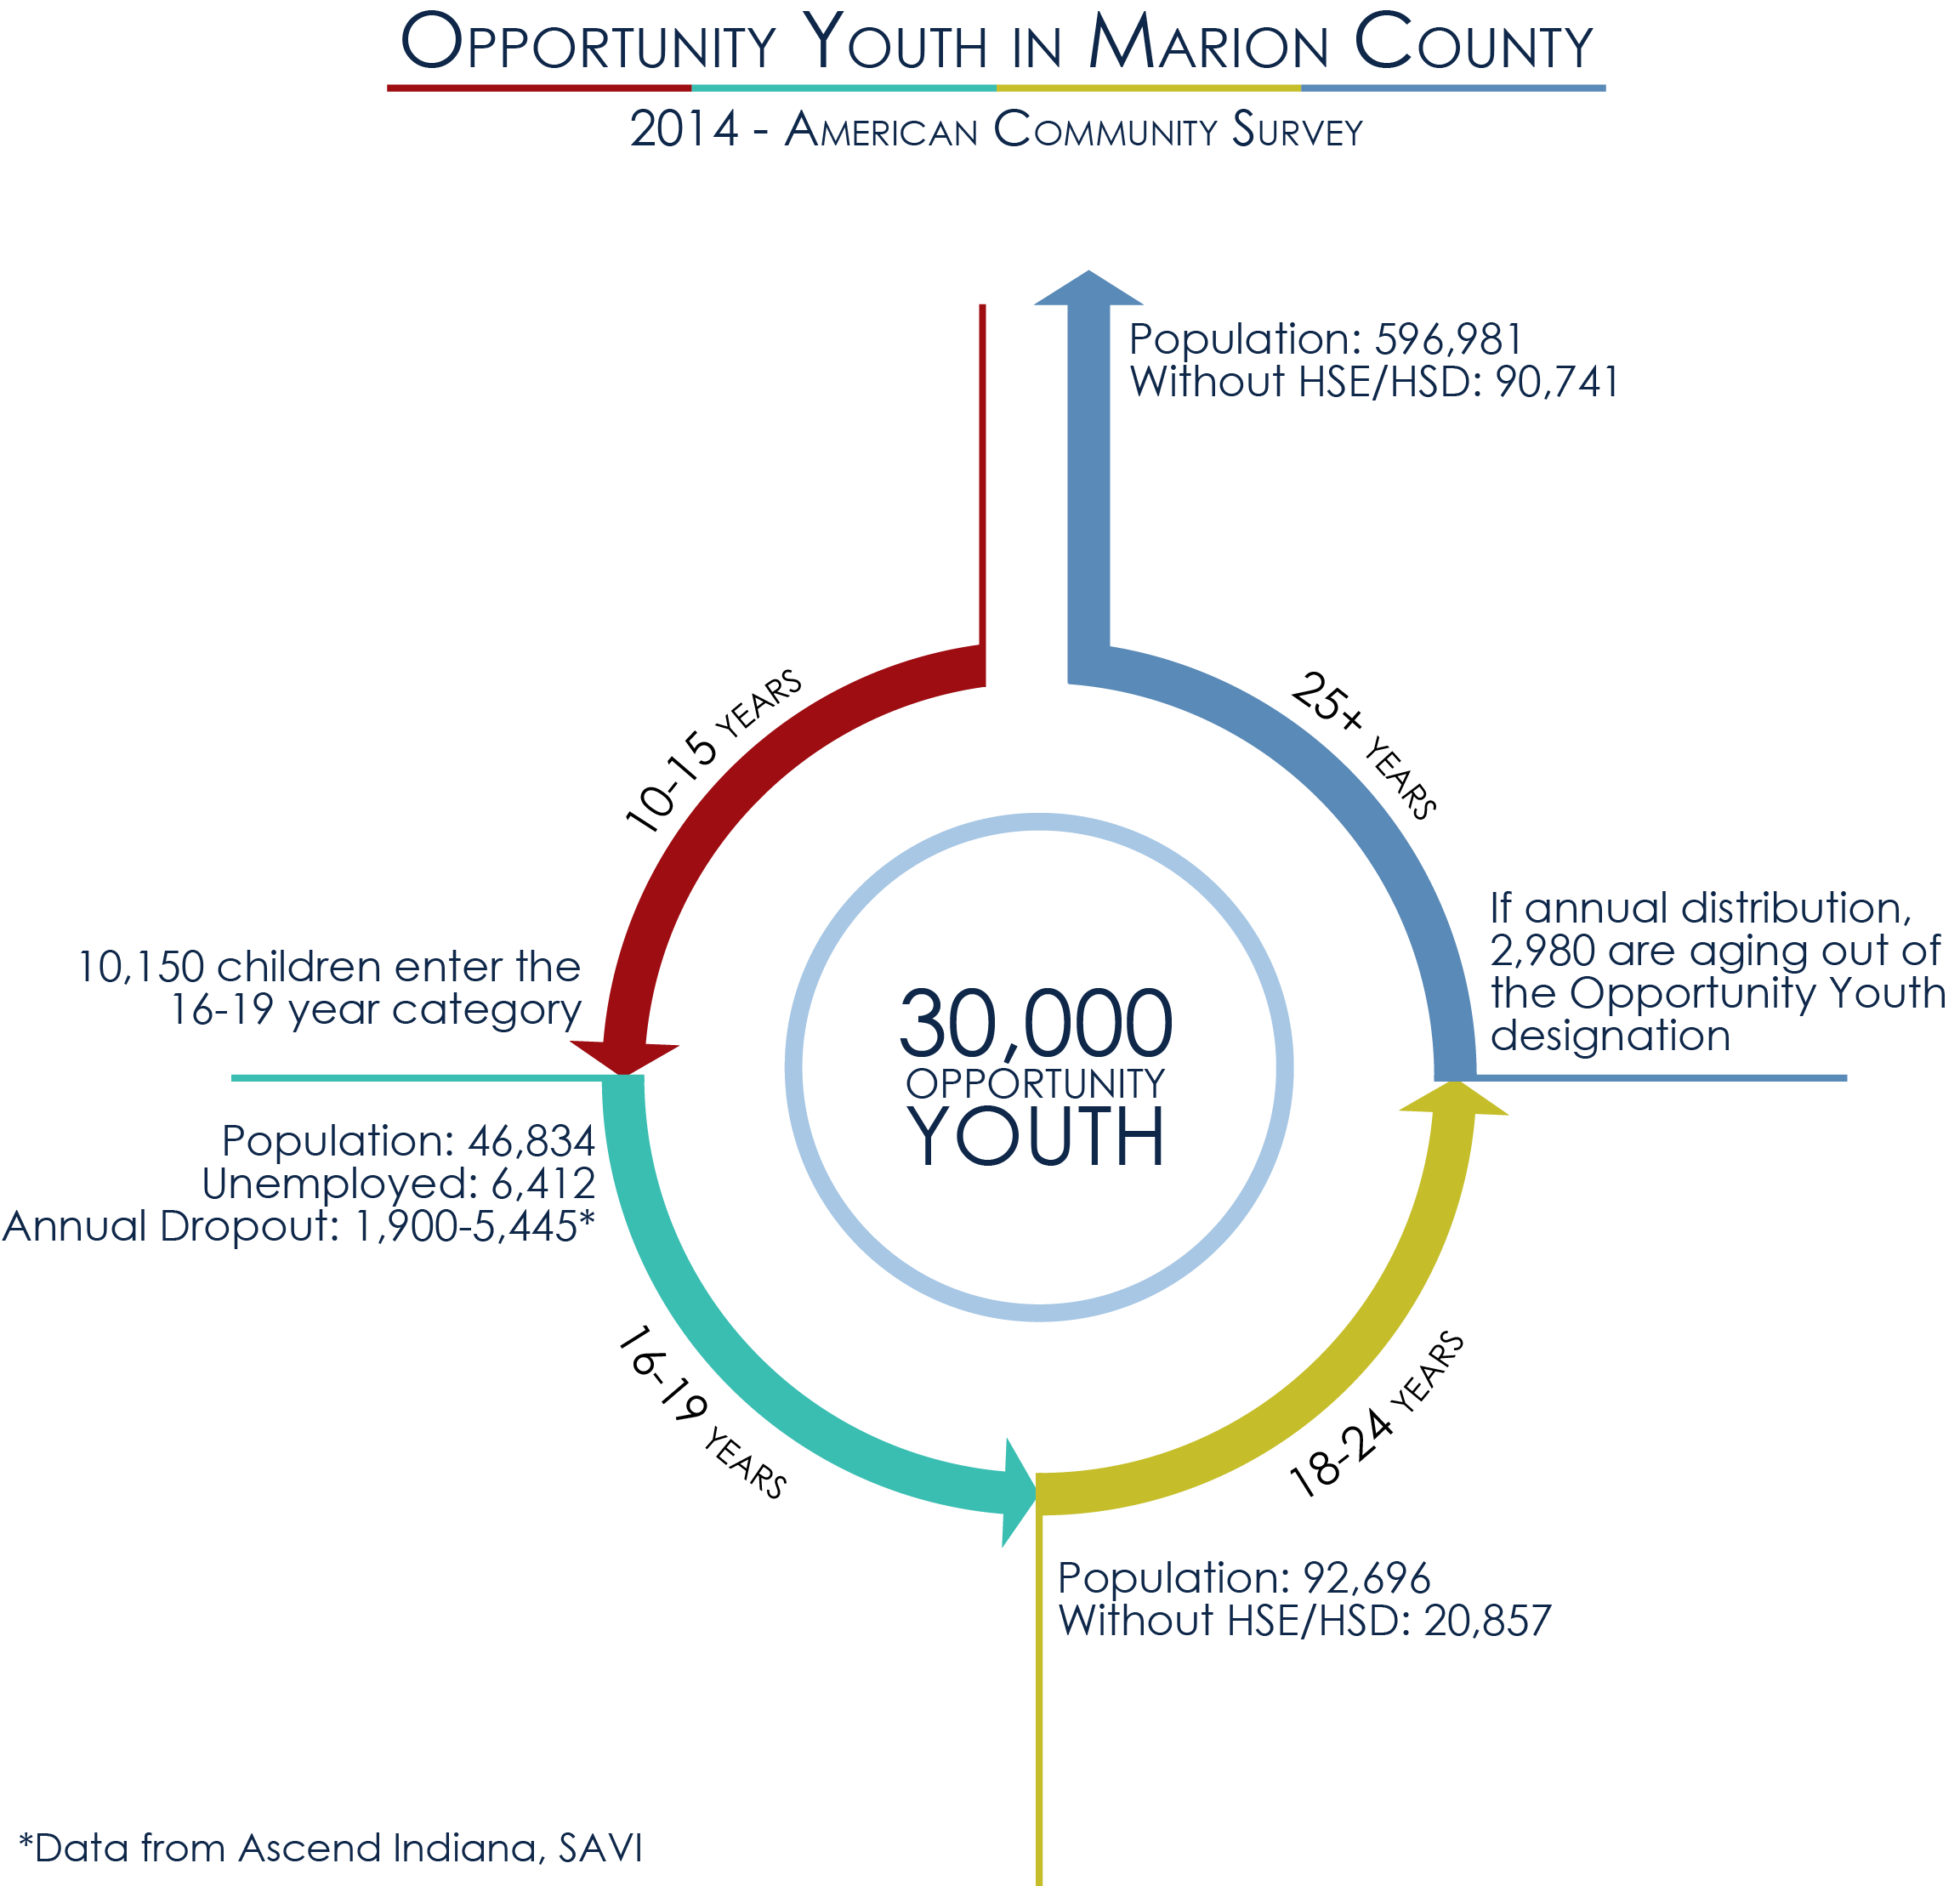 Opportunity Youth in Marion County
2014 - American Community Survey
Population: 596,981
Without HSE/HSD: 90,741
10-15 years
25+ years
10,150 children enter the
16-19 year category
If annual distribution,
2,980 are aging out of
the Opportunity Youth
designation
30,000
OPPORTUNITY
YOUTH
Population: 46,834
Unemployed: 6,412
Annual Dropout: 1,900-5,445*
16-19 years
18-24 years
Population: 92,696
Without HSE/HSD: 20,857
*Data from Ascend Indiana, SAVI